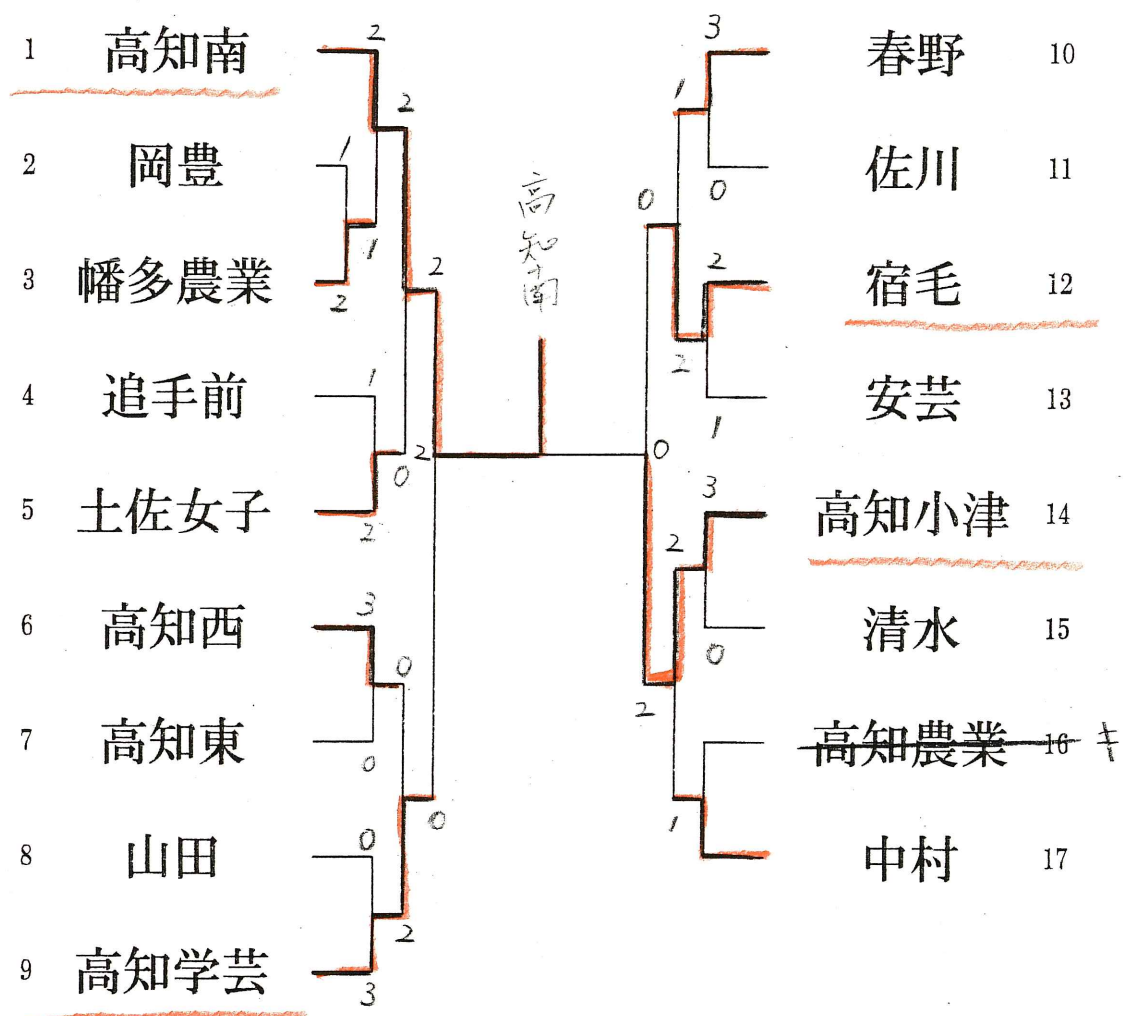 1 高知南
2 岡豊
3 幡多農業
4 追手前
5 土佐女子
6 高知西
7 高知東
8 山田
9 高知学芸
2
2
1
1
2
2
1
0
2
2
3
0
0
0
0
2
3
高知南
3
1
0
0
2
2
1
0
3
2
0
2
1
春野 10
佐川 11
宿毛 12
安芸 13
高知小津 14
清水 15
高知農業 16 キ
中村 17